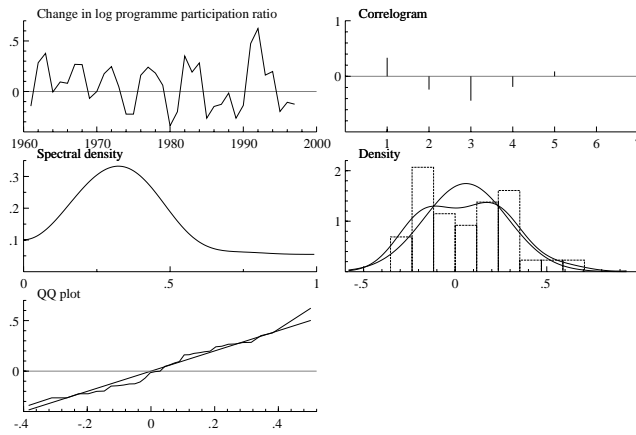 Change in log programme participation ratio
.5
0
1960 1970 1980 1990 2000
Correlogram
1
0
1 2 3 4 5 6 7
Spectral density
.3
.2
.1
0 .5 1
Density
2
1
-.5 0 .5
QQ plot
.5
0
-.4 -.2 0 .2 .4